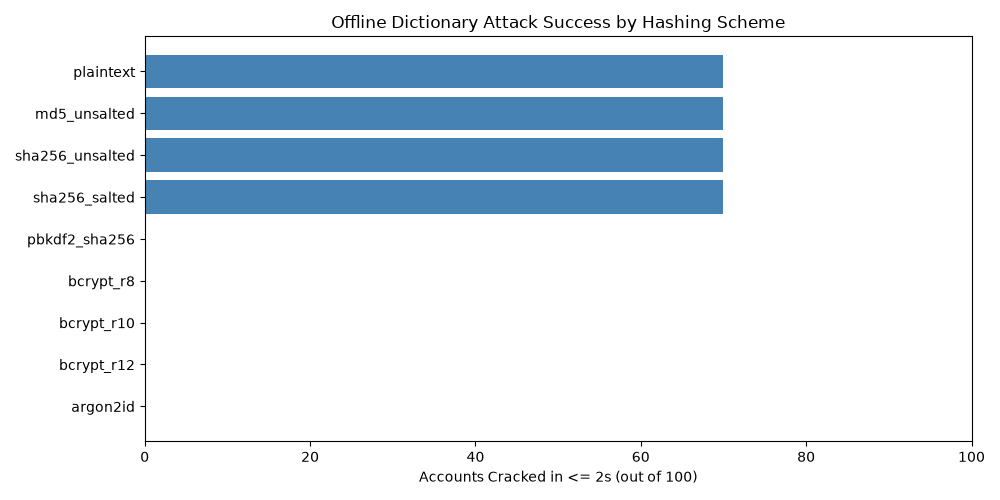 Offline Dictionary Attack Success by Hashing Scheme
plaintext
md5_unsalted
sha256_unsalted
sha256_salted
pbkdf2_sha256
bcrypt_r8
bcrypt_r10
bcrypt_r12
argon2id
0 20 40 60 80 100
Accounts Cracked in <= 2s (out of 100)